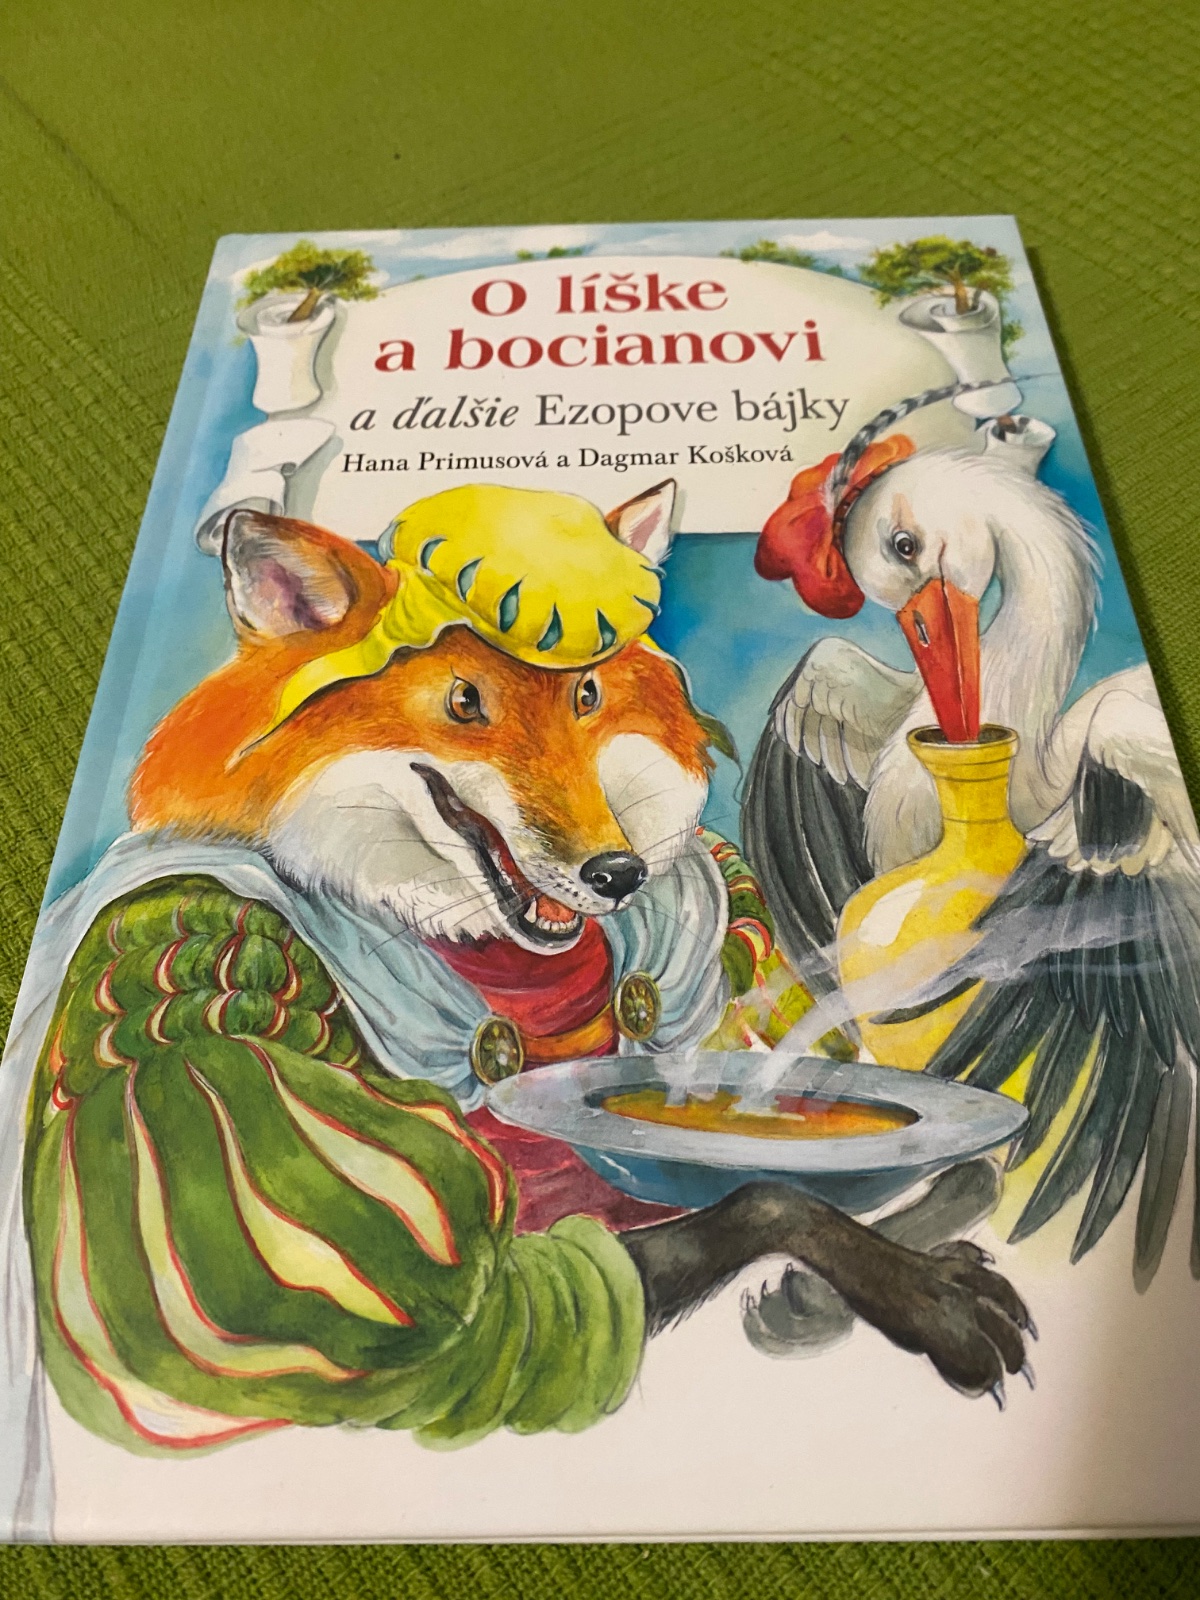 O líške
a bocianovi
a ďalšie Ezopove bájky
Hana Primusová a Dagmar Košková